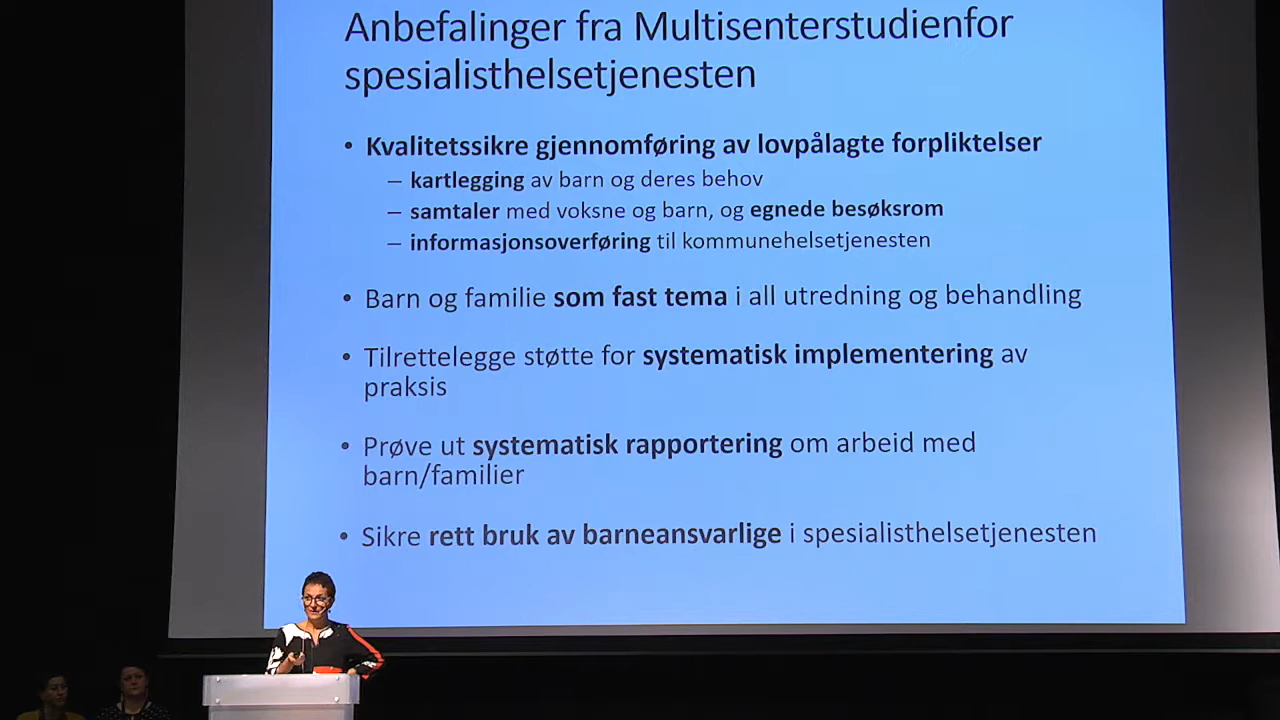 Anbefalinger fra Multisenterstudienfor
spesialisthelsetjenesten
• Kvalitetssikre gjennomføring av lovpålagte forpliktelser
– kartlegging av barn og deres behov
– samtaler med voksne og barn, og egnede besøksrom
– informasjonsoverføring til kommunehelsetjenesten
• Barn og familie som fast tema i all utredning og behandling
• Tilrettelegge støtte for systematisk implementering av
praksis
• Prøve ut systematisk rapportering om arbeid med
barn/familier
• Sikre rett bruk av barneansvarlige i spesialisthelsetjenesten